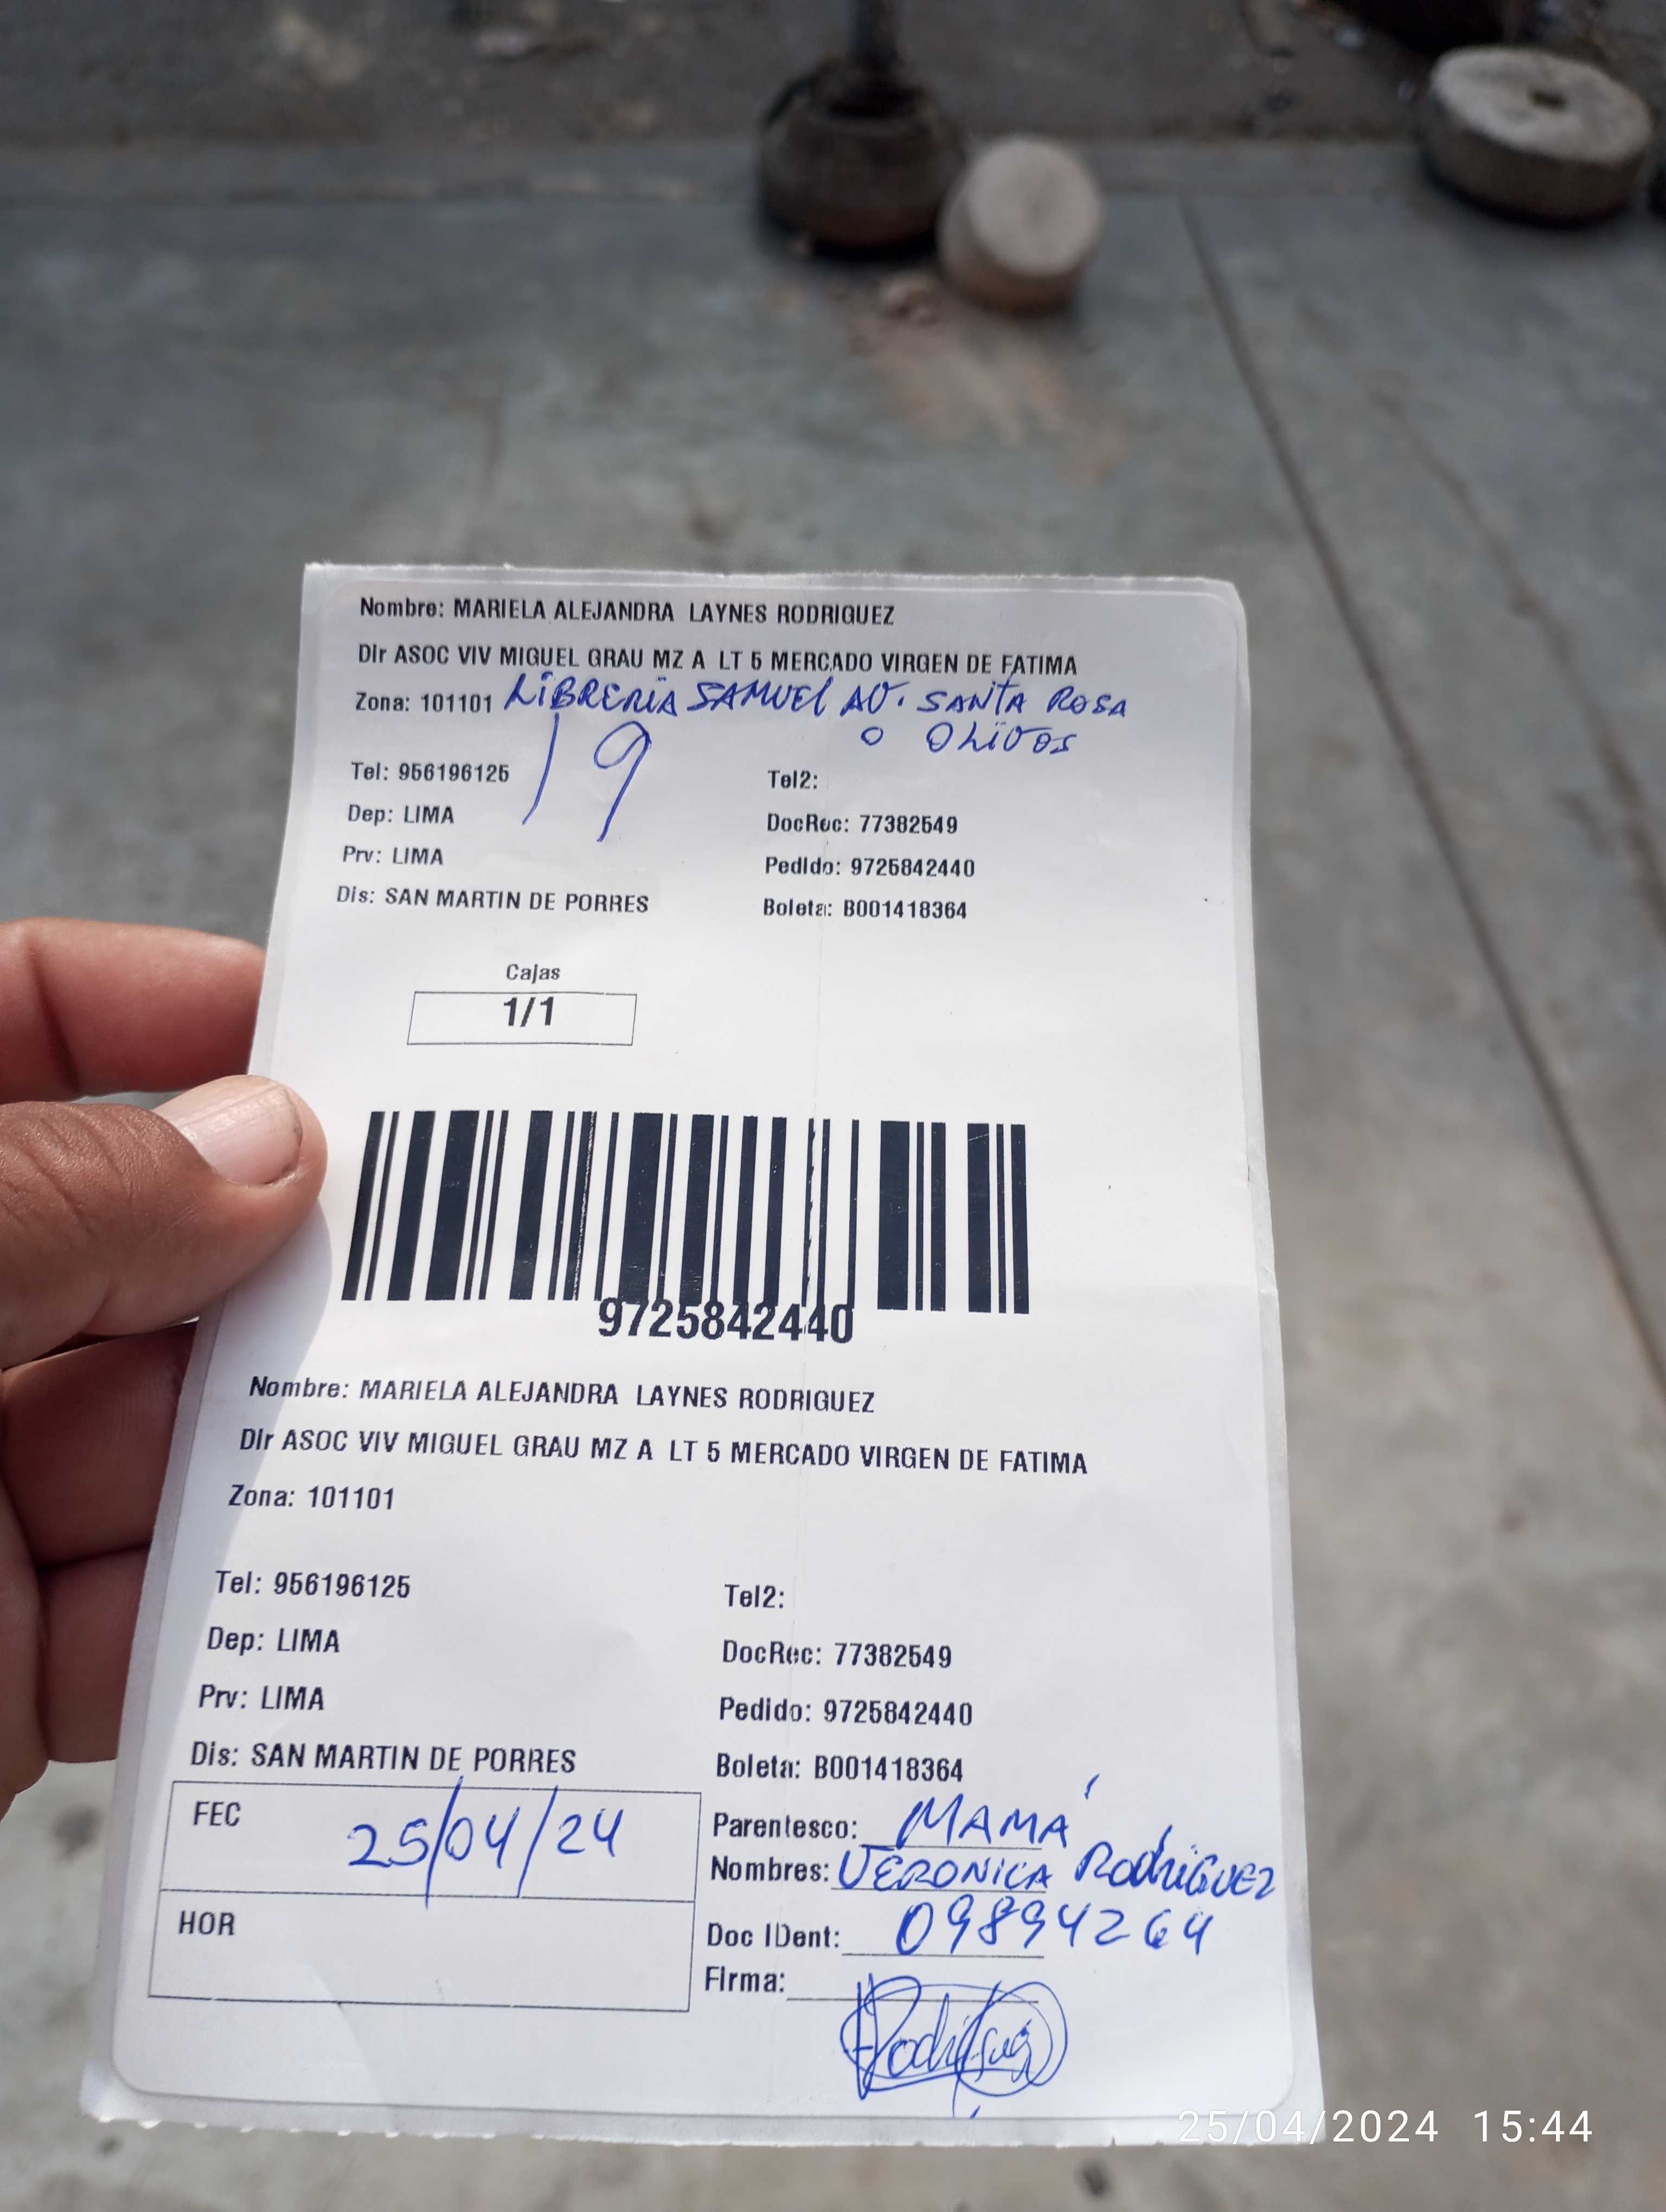 Nombre: MARIELA ALEJANDRA LAYNES RODRIGUEZ
Dir ASOC VIV MIGUEL GRAU MZ A LT 5 MERCADO VIRGEN DE FATIMA
Zona: 101101 LIBRERIA SAMUEL AV. SANTA ROSA
O OLIVOS
19
Tel: 956196125 Tel2:
Dep: LIMA DocRec: 77382549
Prv: LIMA Pedido: 9725842440
Dis: SAN MARTIN DE PORRES Boleta: B001418364
Cajas
1/1
9725842440
Nombre: MARIELA ALEJANDRA LAYNES RODRIGUEZ
Dir ASOC VIV MIGUEL GRAU MZ A LT 5 MERCADO VIRGEN DE FATIMA
Zona: 101101
Tel: 956196125 Tel2:
Dep: LIMA DocRec: 77382549
Prv: LIMA Pedido: 9725842440
Dis: SAN MARTIN DE PORRES Boleta: B001418364
FEC 25/04/24
HOR
Parentesco: MAMÁ
Nombres: VERONICA RodríGUEZ
Doc IDent: 09894264
Firma: Rodríguez
25/04/2024 15:44